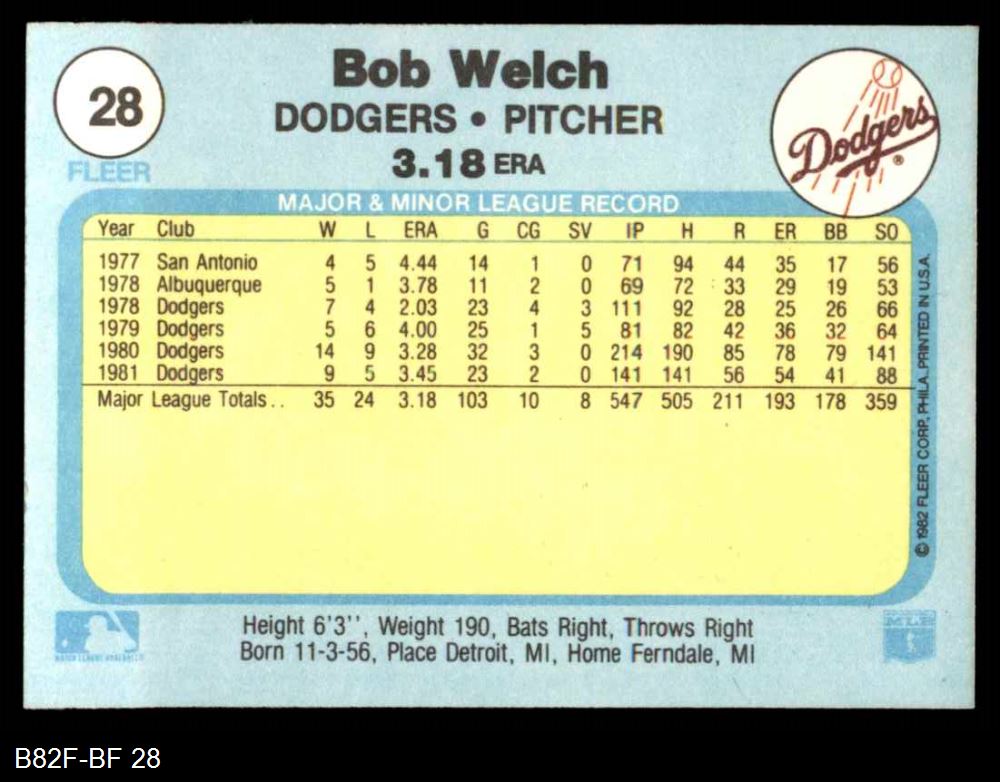 28
FLEER
Bob Welch
DODGERS • PITCHER
3.18 ERA
Dodgers ®
MAJOR & MINOR LEAGUE RECORD
Year Club W L ERA G CG SV IP H R ER BB SO
1977 San Antonio 4 5 4.44 14 1 0 71 94 44 35 17 56
1978 Albuquerque 5 1 3.78 11 2 0 69 72 33 29 19 53
1978 Dodgers 7 4 2.03 23 4 3 111 92 28 25 26 66
1979 Dodgers 5 6 4.00 25 1 5 81 82 42 36 32 64
1980 Dodgers 14 9 3.28 32 3 0 214 190 85 78 79 141
1981 Dodgers 9 5 3.45 23 2 0 141 141 56 54 41 88
Major League Totals.. 35 24 3.18 103 10 8 547 505 211 193 178 359
© 1982 FLEER CORP. PHILA. PRINTED IN U.S.A.
MAJOR LEAGUE BASEBALL
Height 6'3'', Weight 190, Bats Right, Throws Right
Born 11-3-56, Place Detroit, MI, Home Ferndale, MI
B82F-BF 28